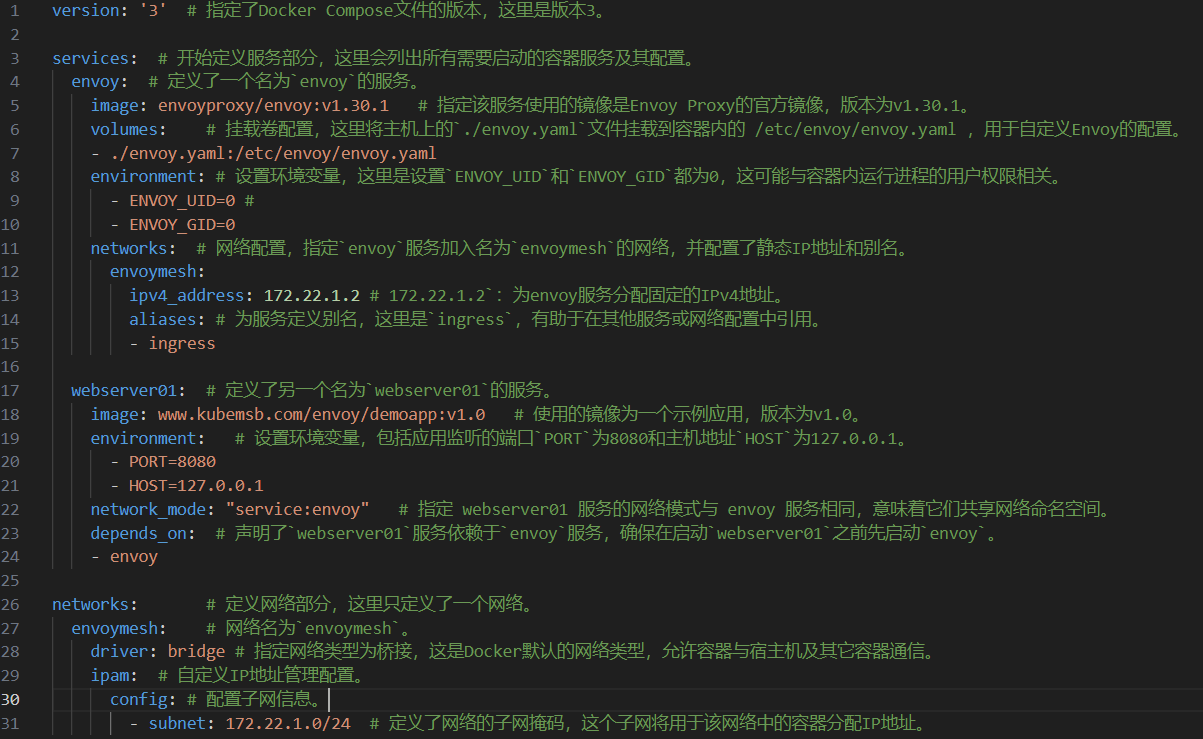 1 version: '3'  # 指定了Docker Compose文件的版本，这里是版本3。
2
3 services:  # 开始定义服务部分，这里会列出所有需要启动的容器服务及其配置。
4   envoy:  # 定义了一个名为`envoy`的服务。
5     image: envoyproxy/envoy:v1.30.1   # 指定该服务使用的镜像是Envoy Proxy的官方镜像，版本为v1.30.1。
6     volumes:    # 挂载卷配置，这里将主机上的`./envoy.yaml`文件挂载到容器内的 /etc/envoy/envoy.yaml ，用于自定义Envoy的配置。
7     - ./envoy.yaml:/etc/envoy/envoy.yaml
8     environment: # 设置环境变量，这里是设置`ENVOY_UID`和`ENVOY_GID`都为0，这可能与容器内运行进程的用户权限相关。
9       - ENVOY_UID=0 #
10       - ENVOY_GID=0
11     networks:  # 网络配置，指定`envoy`服务加入名为`envoymesh`的网络，并配置了静态IP地址和别名。
12       envoymesh:
13         ipv4_address: 172.22.1.2 # 172.22.1.2`：为envoy服务分配固定的IPv4地址。
14         aliases: # 为服务定义别名，这里是`ingress`，有助于在其他服务或网络配置中引用。
15         - ingress
16
17   webserver01:  # 定义了另一个名为`webserver01`的服务。
18     image: www.kubemsb.com/envoy/demoapp:v1.0   # 使用的镜像为一个示例应用，版本为v1.0。
19     environment:   # 设置环境变量，包括应用监听的端口`PORT`为8080和主机地址`HOST`为127.0.0.1。
20       - PORT=8080
21       - HOST=127.0.0.1
22     network_mode: "service:envoy"   # 指定 webserver01 服务的网络模式与 envoy 服务相同，意味着它们共享网络命名空间。
23     depends_on:  # 声明了`webserver01`服务依赖于`envoy`服务，确保在启动`webserver01`之前先启动`envoy`。
24     - envoy
25
26 networks:       # 定义网络部分，这里只定义了一个网络。
27   envoymesh:    # 网络名为`envoymesh`。
28     driver: bridge # 指定网络类型为桥接，这是Docker默认的网络类型，允许容器与宿主机及其它容器通信。
29     ipam:  # 自定义IP地址管理配置。
30       config: # 配置子网信息。
31         - subnet: 172.22.1.0/24  # 定义了网络的子网掩码，这个子网将用于该网络中的容器分配IP地址。